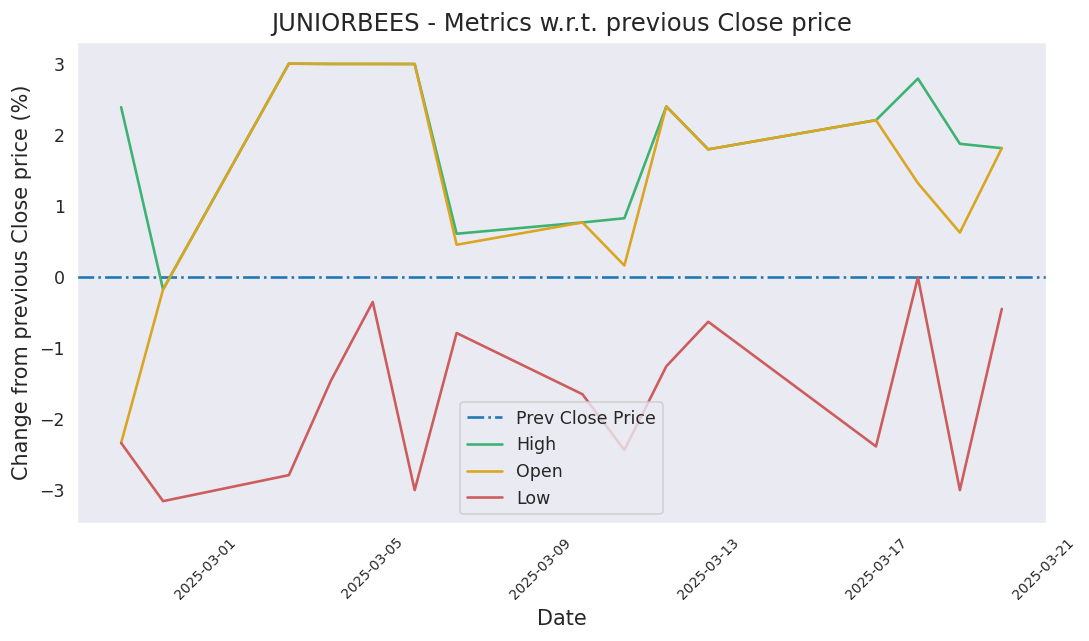 JUNIORBEES - Metrics w.r.t. previous Close price
Change from previous Close price (%)
3
2
1
0
−1
−2
−3
Prev Close Price
High
Open
Low
2025-03-01
2025-03-05
2025-03-09
2025-03-13
2025-03-17
2025-03-21
Date